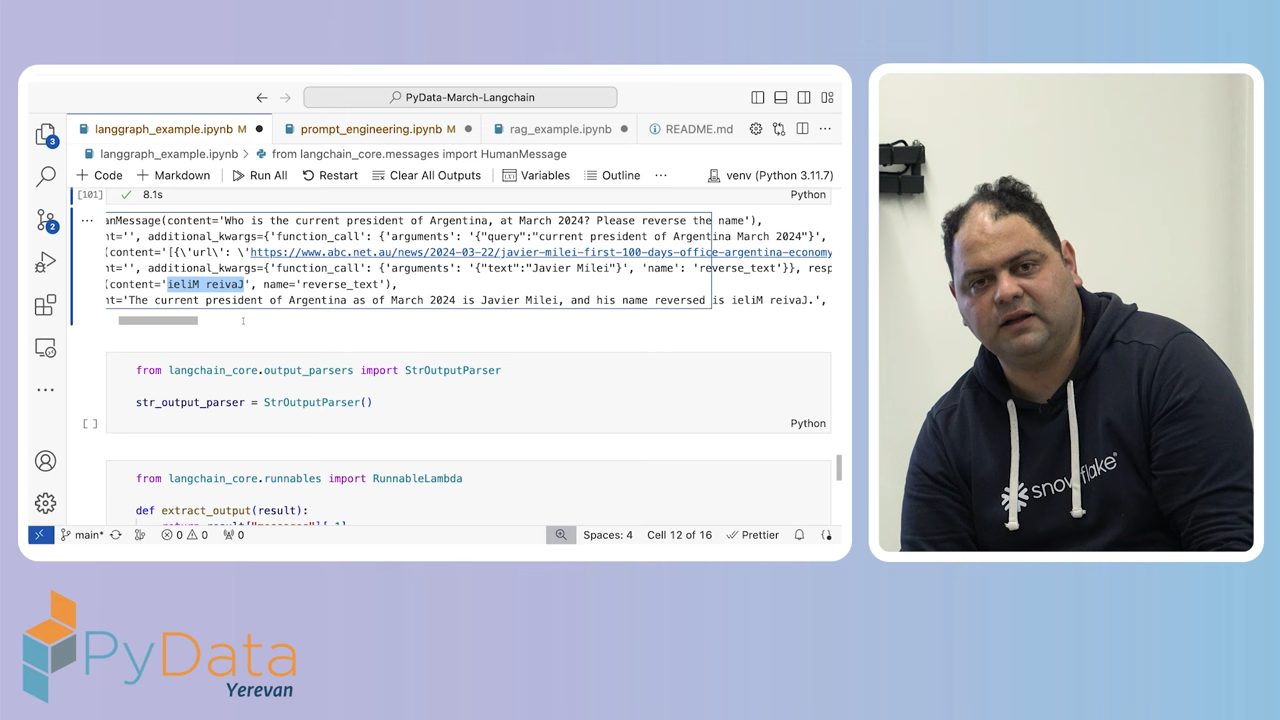 PyData-March-Langchain
langgraph_example.ipynb M
prompt_engineering.ipynb M
rag_example.ipynb
README.md
langgraph_example.ipynb > from langchain_core.messages import HumanMessage
Code
Markdown
Run All
Restart
Clear All Outputs
Variables
Outline
venv (Python 3.11.7)
3
2
[101]
8.1s
Python
anMessage(content='Who is the current president of Argentina, at March 2024? Please reverse the name'),
nt='', additional_kwargs={'function_call': {'arguments': '{"query":"current president of Argentina March 2024"}',
(content='[{\'url\': \'https://www.abc.net.au/news/2024-03-22/javier-milei-first-100-days-office-argentina-economy
nt='', additional_kwargs={'function_call': {'arguments': '{"text":"Javier Milei"}', 'name': 'reverse_text'}}, resp
(content='ieliM reivaJ', name='reverse_text'),
nt='The current president of Argentina as of March 2024 is Javier Milei, and his name reversed is ieliM reivaJ.',
from langchain_core.output_parsers import StrOutputParser
str_output_parser = StrOutputParser()
[ ]
Python
from langchain_core.runnables import RunnableLambda
def extract_output(result):
return result["messages"][-1]
main*
0
0
0
Spaces: 4
Cell 12 of 16
Prettier
snowflake®
PyData
Yerevan